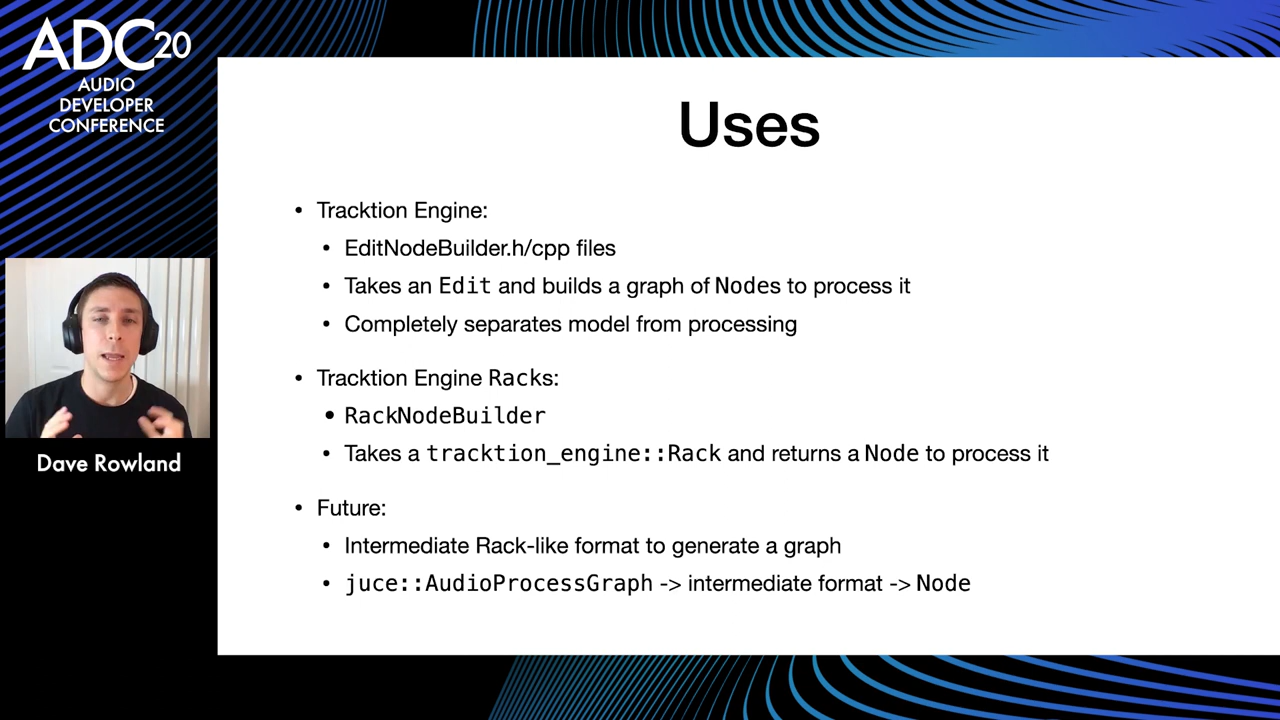 ADC20
AUDIO
DEVELOPER
CONFERENCE
Dave Rowland
Uses
• Tracktion Engine:
• EditNodeBuilder.h/cpp files
• Takes an Edit and builds a graph of Nodes to process it
• Completely separates model from processing
• Tracktion Engine Racks:
• RackNodeBuilder
• Takes a tracktion_engine::Rack and returns a Node to process it
• Future:
• Intermediate Rack-like format to generate a graph
• juce::AudioProcessGraph -> intermediate format -> Node